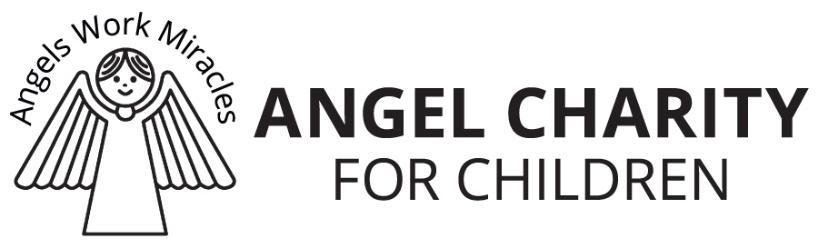 Angels Work Miracles
ANGEL CHARITY
FOR CHILDREN